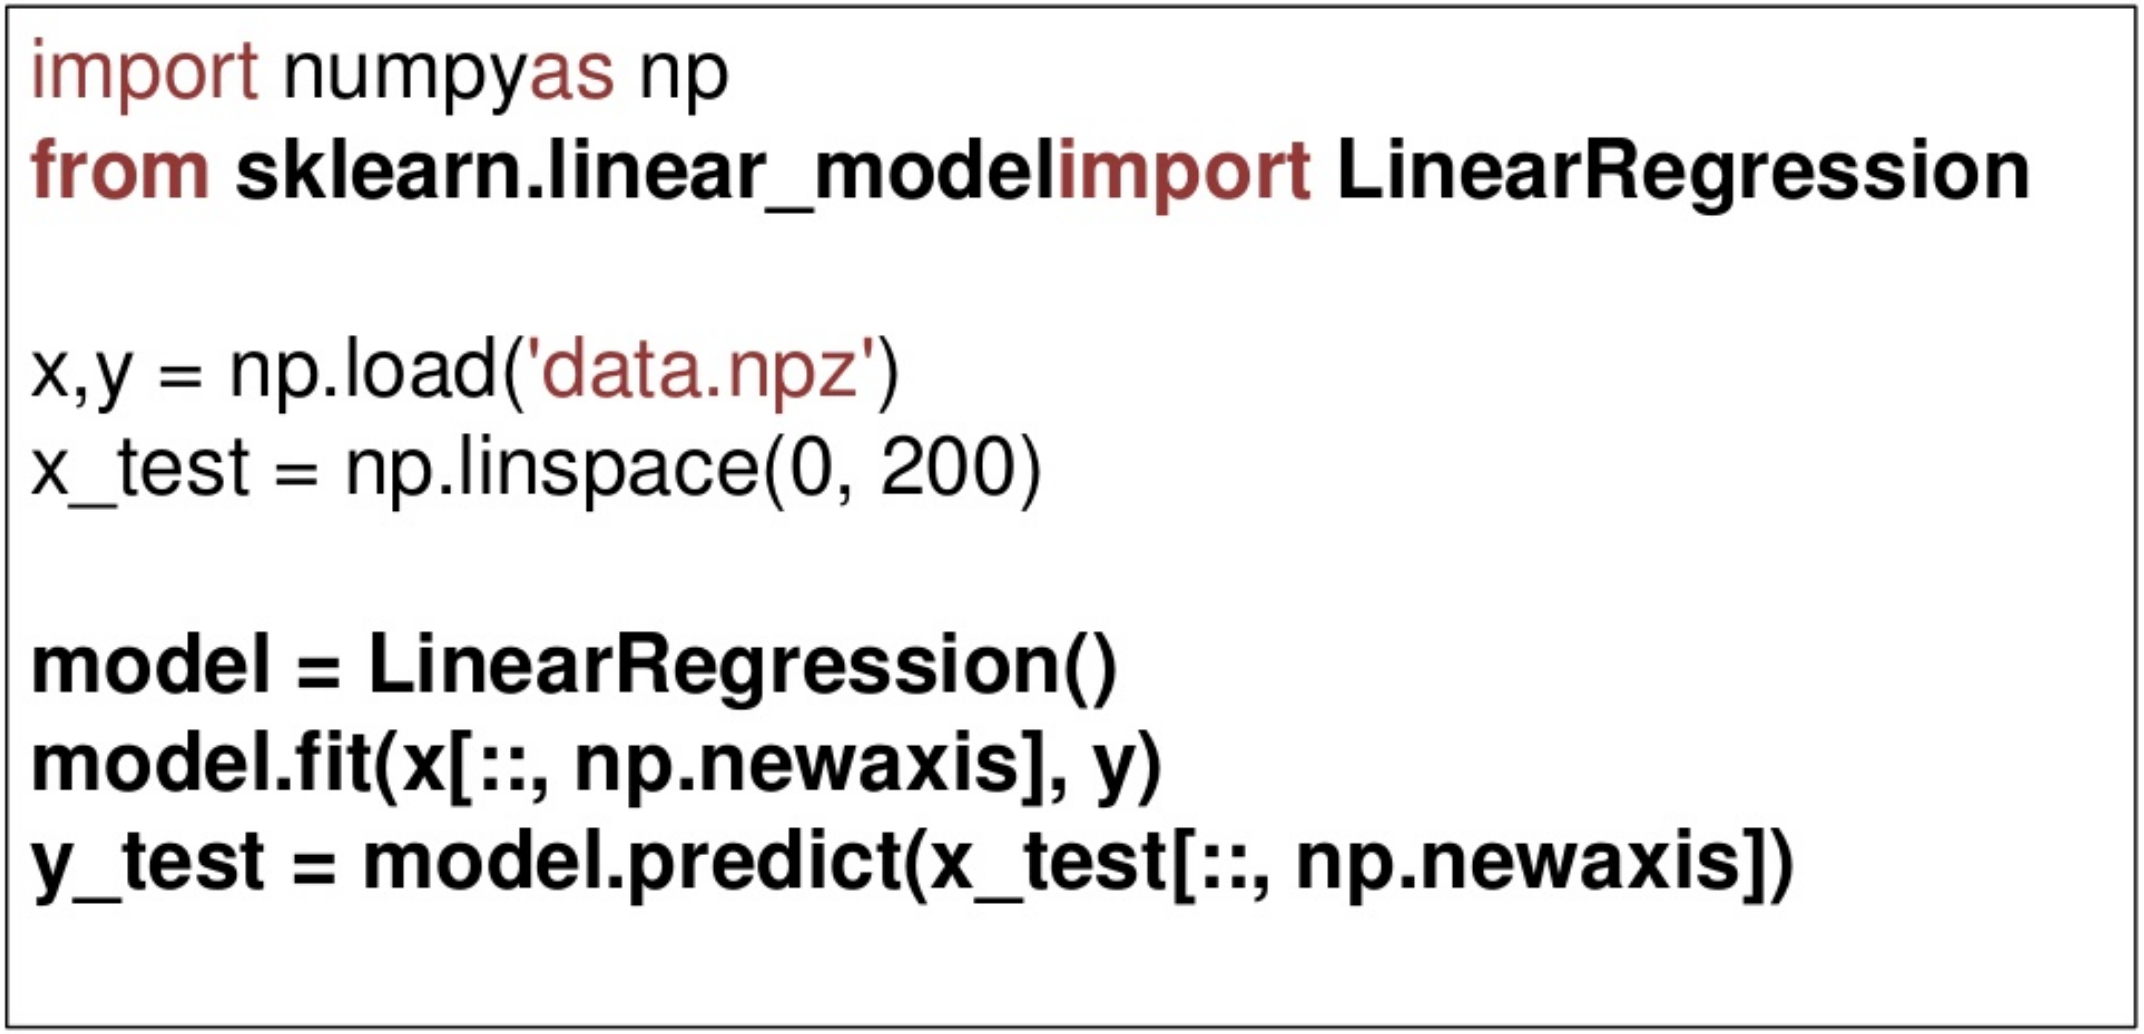 import numpyas np
from sklearn.linear_modelimport LinearRegression
x,y = np.load('data.npz')
x_test = np.linspace(0, 200)
model = LinearRegression()
model.fit(x[::, np.newaxis], y)
y_test = model.predict(x_test[::, np.newaxis])